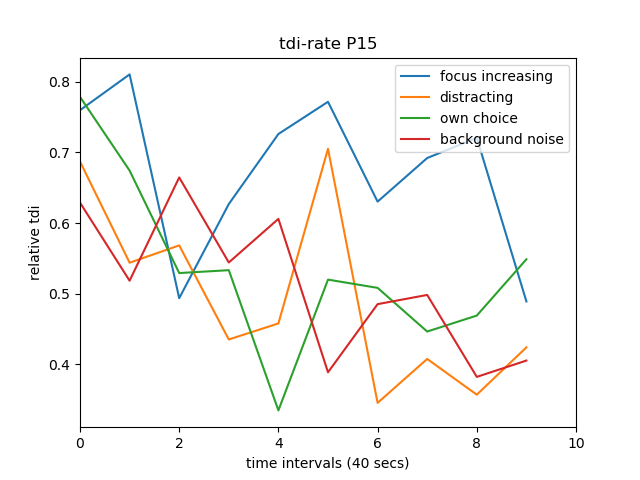 tdi-rate P15
focus increasing
distracting
own choice
background noise
relative tdi
0.8
0.7
0.6
0.5
0.4
0 2 4 6 8 10
time intervals (40 secs)